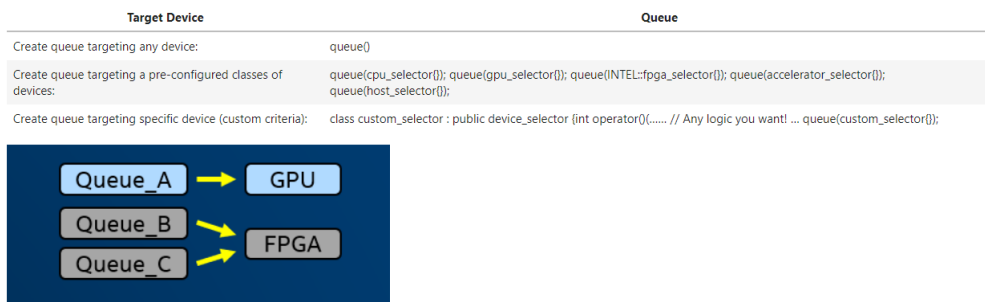 Target Device Queue
Create queue targeting any device: queue()
Create queue targeting a pre-configured classes of devices: queue(cpu_selector{}); queue(gpu_selector{}); queue(INTEL::fpga_selector{}); queue(accelerator_selector{});
queue(host_selector{});
Create queue targeting specific device (custom criteria): class custom_selector : public device_selector {int operator()(...... // Any logic you want! ... queue(custom_selector{});
Queue_A GPU
Queue_B
FPGA
Queue_C